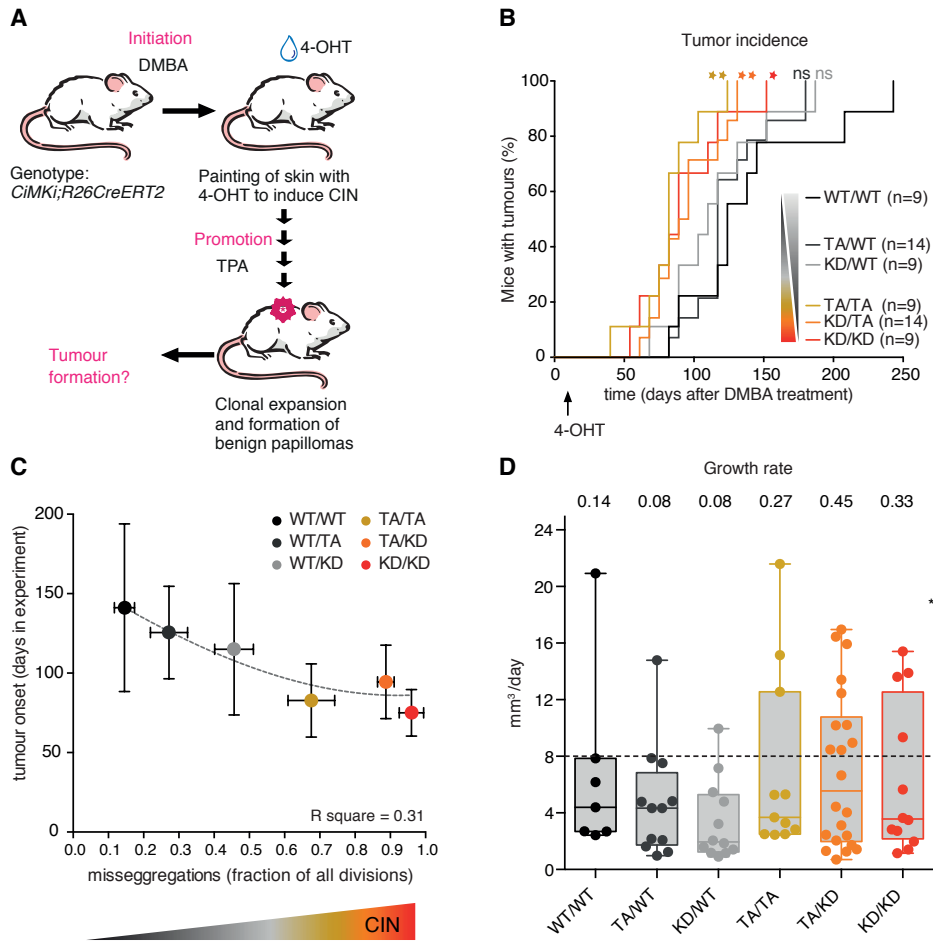 A
Initiation
DMBA
4-OHT
Genotype:
CiMKi;R26CreERT2
Painting of skin with
4-OHT to induce CIN
Promotion
TPA
Tumour
formation?
Clonal expansion
and formation of
benign papillomas
B
Tumor incidence
ns ns
Mice with tumours (%)
100
80
60
40
20
0
WT/WT (n=9)
TA/WT (n=14)
KD/WT (n=9)
TA/TA (n=9)
KD/TA (n=14)
KD/KD (n=9)
0 50 100 150 200 250
time (days after DMBA treatment)
4-OHT
C
tumour onset (days in experiment)
200
150
100
50
0
WT/WT TA/TA
WT/TA TA/KD
WT/KD KD/KD
R square = 0.31
0.0 0.1 0.2 0.3 0.4 0.5 0.6 0.7 0.8 0.9 1.0
misseggregations (fraction of all divisions)
CIN
D
Growth rate
0.14 0.08 0.08 0.27 0.45 0.33
mm³/day
24
20
16
12
8
4
0
*
WT/WT
TA/WT
KD/WT
TA/TA
TA/KD
KD/KD